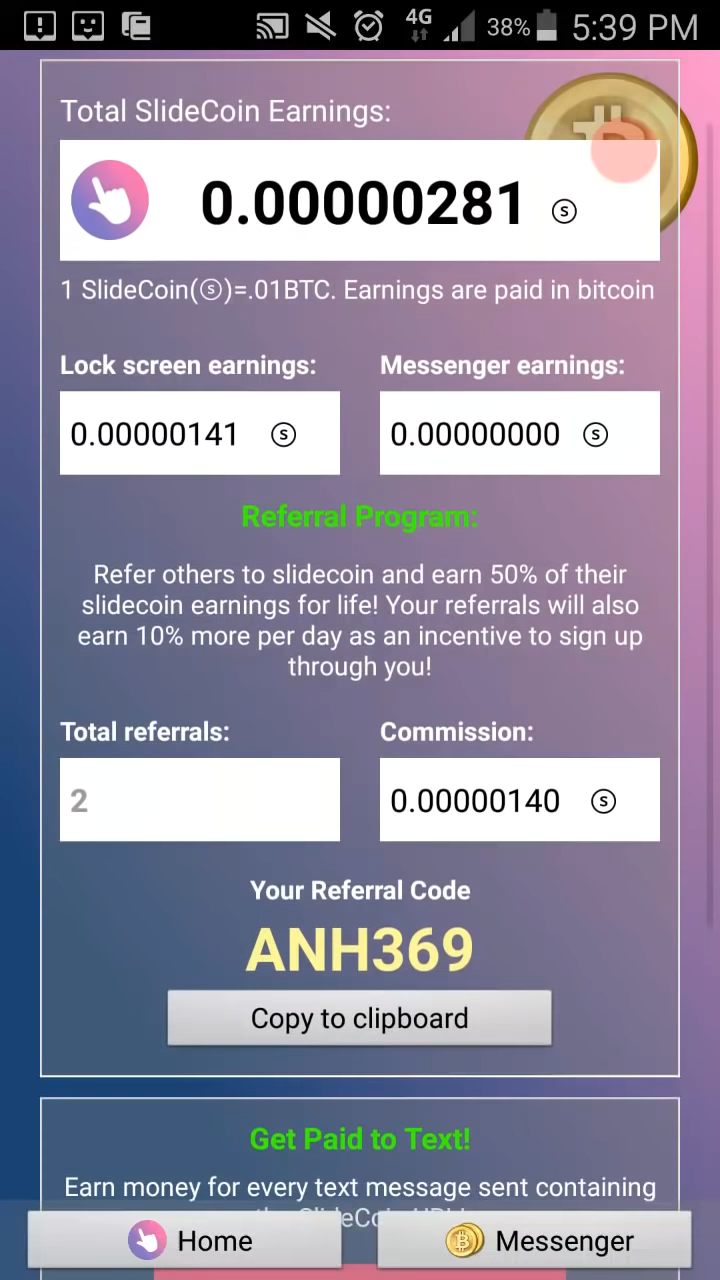 4G 38% 5:39 PM
Total SlideCoin Earnings:
0.00000281 ⓢ
1 SlideCoin(ⓢ)=.01BTC. Earnings are paid in bitcoin
Lock screen earnings: Messenger earnings:
0.00000141 ⓢ 0.00000000 ⓢ
Referral Program:
Refer others to slidecoin and earn 50% of their
slidecoin earnings for life! Your referrals will also
earn 10% more per day as an incentive to sign up
through you!
Total referrals: Commission:
2 0.00000140 ⓢ
Your Referral Code
ANH369
Copy to clipboard
Get Paid to Text!
Earn money for every text message sent containing
Home Messenger